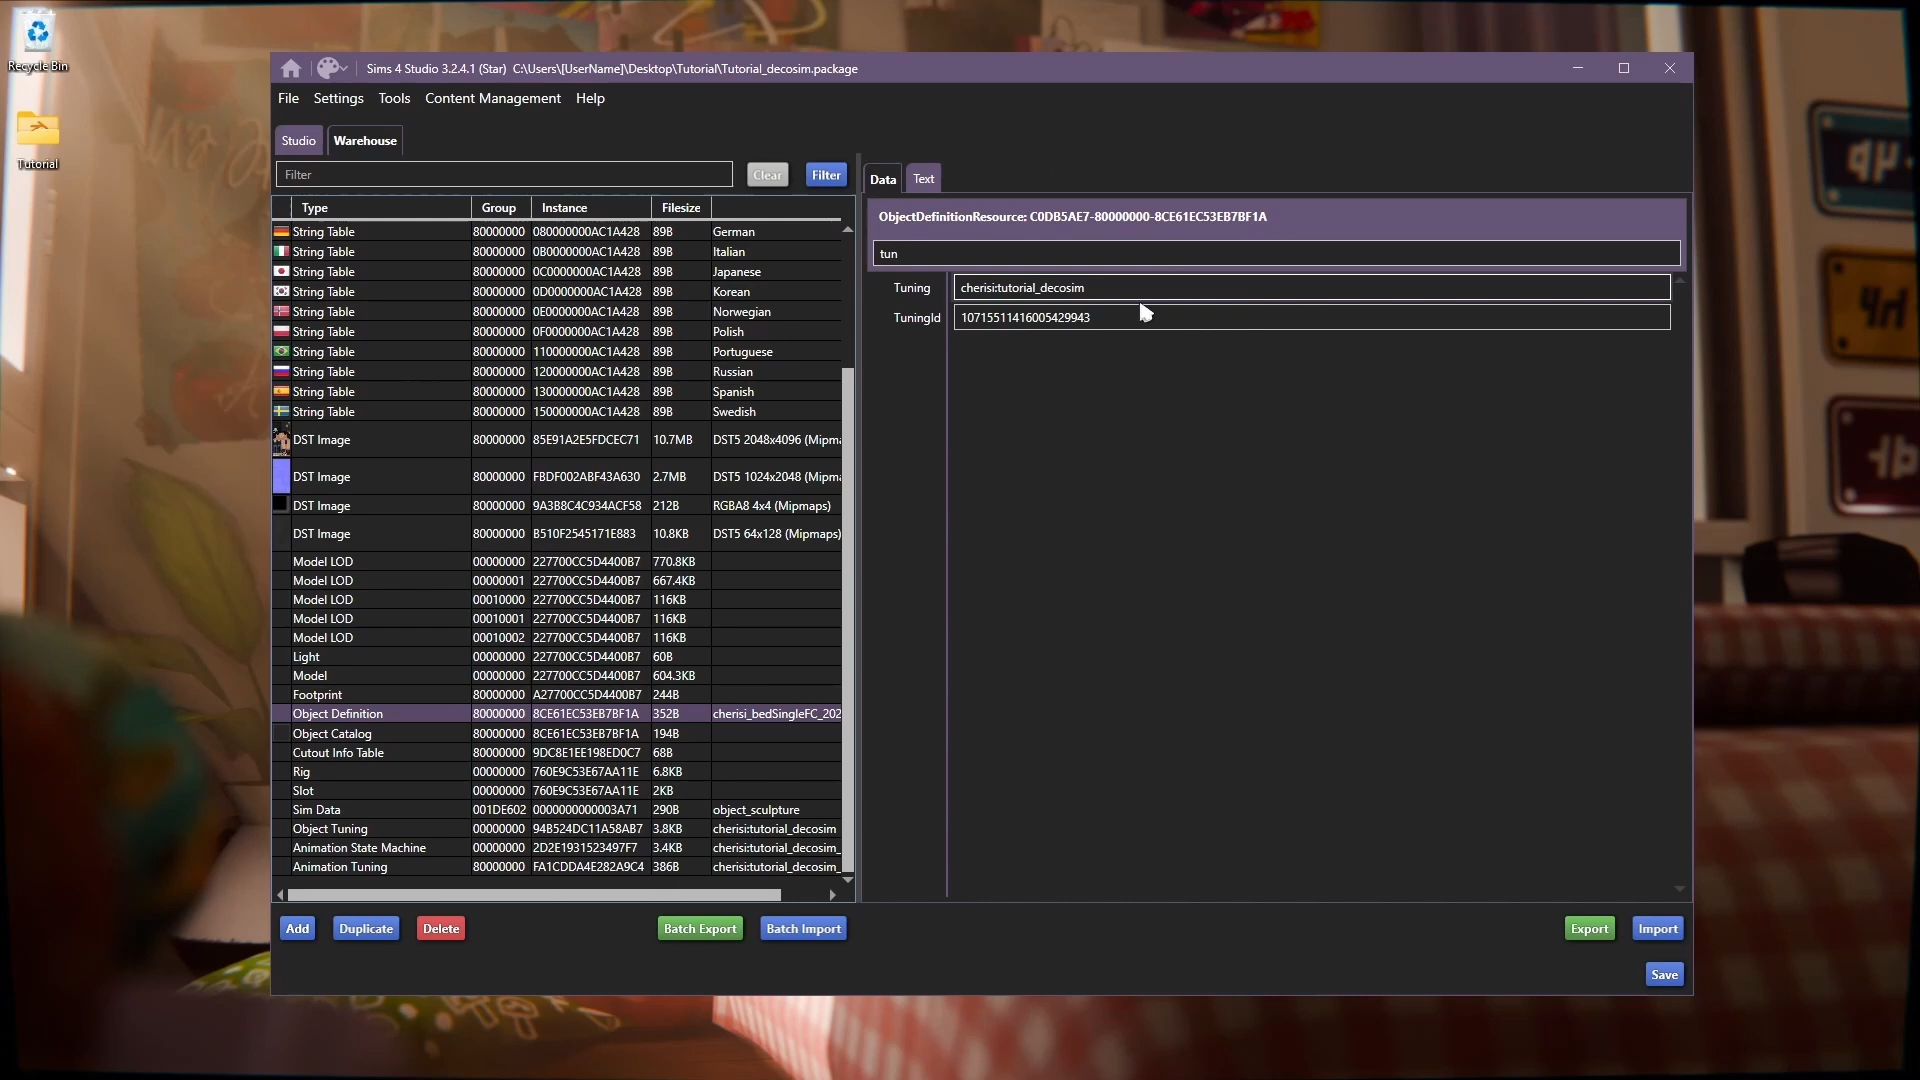 Recycle Bin
Tutorial
Sims 4 Studio 3.2.4.1 (Star) C:\Users\[UserName]\Desktop\Tutorial\Tutorial_decosim.package
File Settings Tools Content Management Help
Studio Warehouse
Filter Clear Filter
Type Group Instance Filesize
String Table 80000000 080000000AC1A428 89B German
String Table 80000000 0B0000000AC1A428 89B Italian
String Table 80000000 0C0000000AC1A428 89B Japanese
String Table 80000000 0D0000000AC1A428 89B Korean
String Table 80000000 0E0000000AC1A428 89B Norwegian
String Table 80000000 0F0000000AC1A428 89B Polish
String Table 80000000 110000000AC1A428 89B Portuguese
String Table 80000000 120000000AC1A428 89B Russian
String Table 80000000 130000000AC1A428 89B Spanish
String Table 80000000 150000000AC1A428 89B Swedish
DST Image 80000000 85E91A2E5FDCEC71 10.7MB DST5 2048x4096 (Mipma
DST Image 80000000 FBDF002ABF43A630 2.7MB DST5 1024x2048 (Mipma
DST Image 80000000 9A3B8C4C934ACF58 212B RGBA8 4x4 (Mipmaps)
DST Image 80000000 B510F2545171E883 10.8KB DST5 64x128 (Mipmaps)
Model LOD 00000000 227700CC5D4400B7 770.8KB
Model LOD 00000001 227700CC5D4400B7 667.4KB
Model LOD 00010000 227700CC5D4400B7 116KB
Model LOD 00010001 227700CC5D4400B7 116KB
Model LOD 00010002 227700CC5D4400B7 116KB
Light 00000000 227700CC5D4400B7 60B
Model 00000000 227700CC5D4400B7 604.3KB
Footprint 80000000 A27700CC5D4400B7 244B
Object Definition 80000000 8CE61EC53EB7BF1A 352B cherisi_bedSingleFC_202
Object Catalog 80000000 8CE61EC53EB7BF1A 194B
Cutout Info Table 80000000 9DC8E1EE198ED0C7 68B
Rig 00000000 760E9C53E67AA11E 6.8KB
Slot 00000000 760E9C53E67AA11E 2KB
Sim Data 001DE602 0000000000003A71 290B object_sculpture
Object Tuning 00000000 94B524DC11A58AB7 3.8KB cherisi:tutorial_decosim
Animation State Machine 00000000 2D2E1931523497F7 3.4KB cherisi:tutorial_decosim_
Animation Tuning 80000000 FA1CDDA4E282A9C4 386B cherisi:tutorial_decosim_
Add Duplicate Delete Batch Export Batch Import
Data Text
ObjectDefinitionResource: C0DB5AE7-80000000-8CE61EC53EB7BF1A
tun
Tuning cherisi:tutorial_decosim
TuningId 10715511416005429943
Export Import
Save